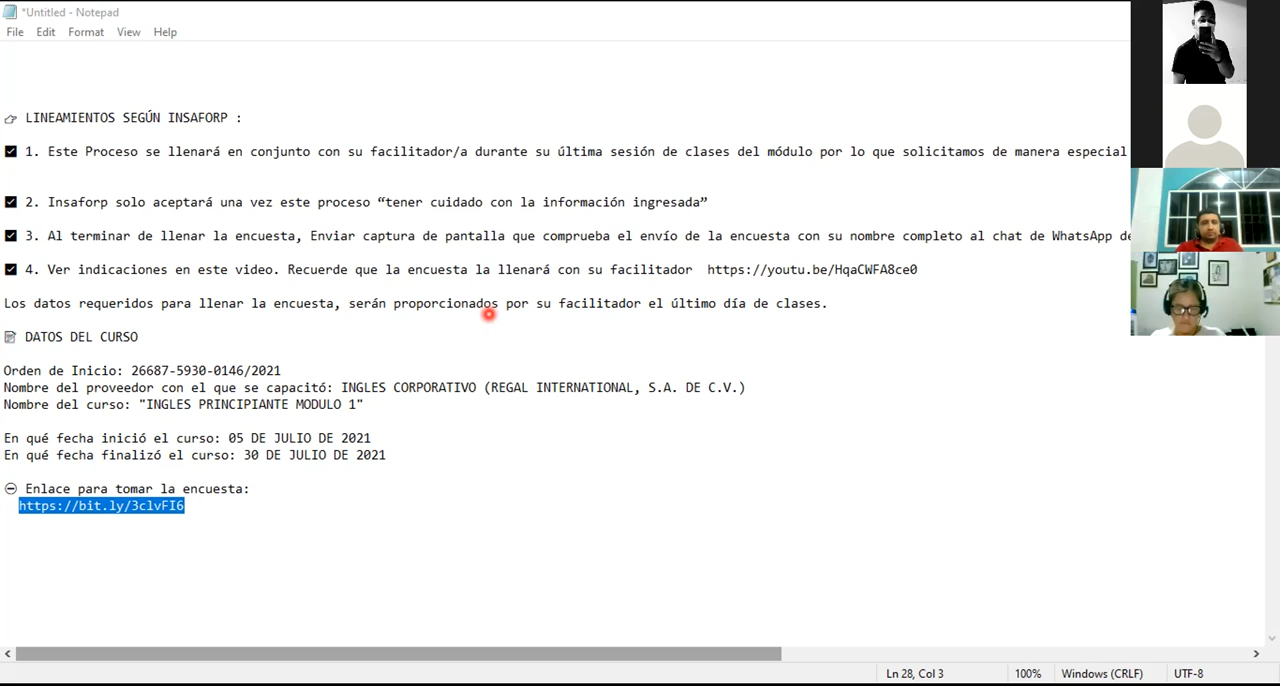 *Untitled - Notepad
File Edit Format View Help
LINEAMIENTOS SEGÚN INSAFORP :
1. Este Proceso se llenará en conjunto con su facilitador/a durante su última sesión de clases del módulo por lo que solicitamos de manera especial
2. Insaforp solo aceptará una vez este proceso “tener cuidado con la información ingresada”
3. Al terminar de llenar la encuesta, Enviar captura de pantalla que comprueba el envío de la encuesta con su nombre completo al chat de WhatsApp de
4. Ver indicaciones en este video. Recuerde que la encuesta la llenará con su facilitador https://youtu.be/HqaCWFA8ce0
Los datos requeridos para llenar la encuesta, serán proporcionados por su facilitador el último día de clases.
DATOS DEL CURSO
Orden de Inicio: 26687-5930-0146/2021
Nombre del proveedor con el que se capacitó: INGLES CORPORATIVO (REGAL INTERNATIONAL, S.A. DE C.V.)
Nombre del curso: "INGLES PRINCIPIANTE MODULO 1"
En qué fecha inició el curso: 05 DE JULIO DE 2021
En qué fecha finalizó el curso: 30 DE JULIO DE 2021
Enlace para tomar la encuesta:
https://bit.ly/3clvFI6
Ln 28, Col 3 100% Windows (CRLF) UTF-8